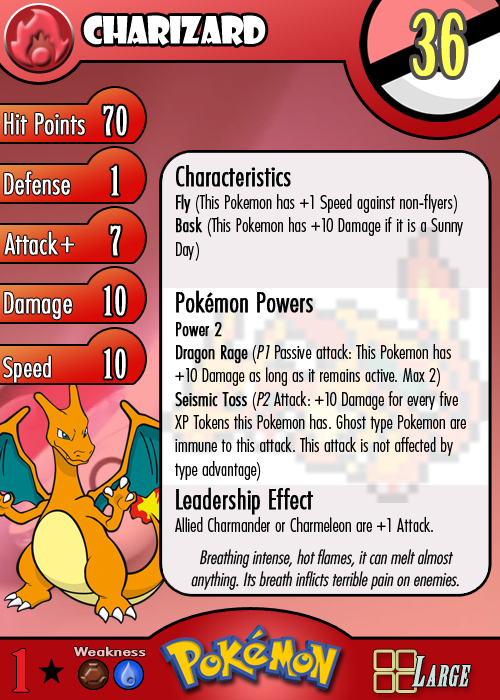 CHARIZARD
36
Hit Points 70
Defense 1
Attack+ 7
Damage 10
Speed 10
Characteristics
Fly (This Pokemon has +1 Speed against non-flyers)
Bask (This Pokemon has +10 Damage if it is a Sunny
Day)
Pokémon Powers
Power 2
Dragon Rage (P1 Passive attack: This Pokemon has
+10 Damage as long as it remains active. Max 2)
Seismic Toss (P2 Attack: +10 Damage for every five
XP Tokens this Pokemon has. Ghost type Pokemon are
immune to this attack. This attack is not affected by
type advantage)
Leadership Effect
Allied Charmander or Charmeleon are +1 Attack.
Breathing intense, hot flames, it can melt almost
anything. Its breath inflicts terrible pain on enemies.
1 ★
Weakness
POKéMON
LARGE